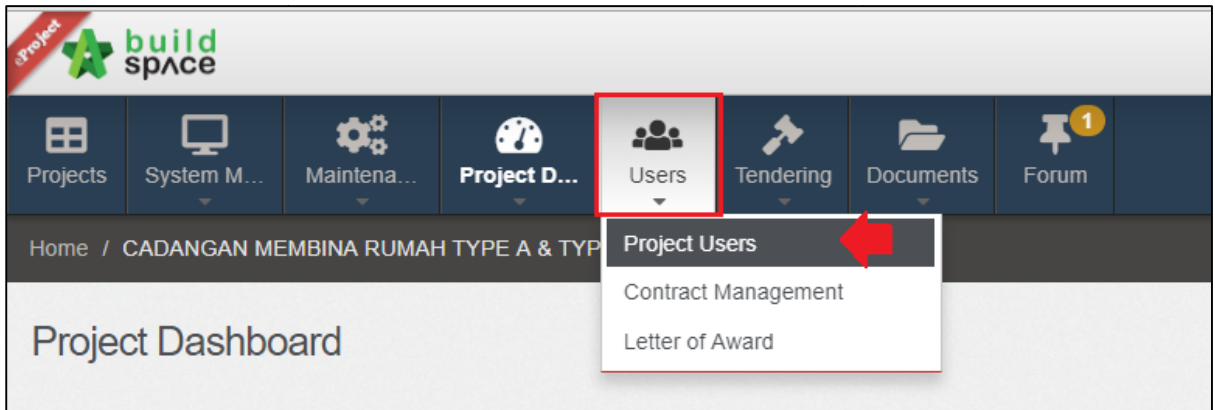 eProject
build
spʌce
Projects
System M...
Maintena...
Project D...
Users
Tendering
Documents
1
Forum
Home / CADANGAN MEMBINA RUMAH TYPE A & TYP
Project Users
Contract Management
Letter of Award
Project Dashboard